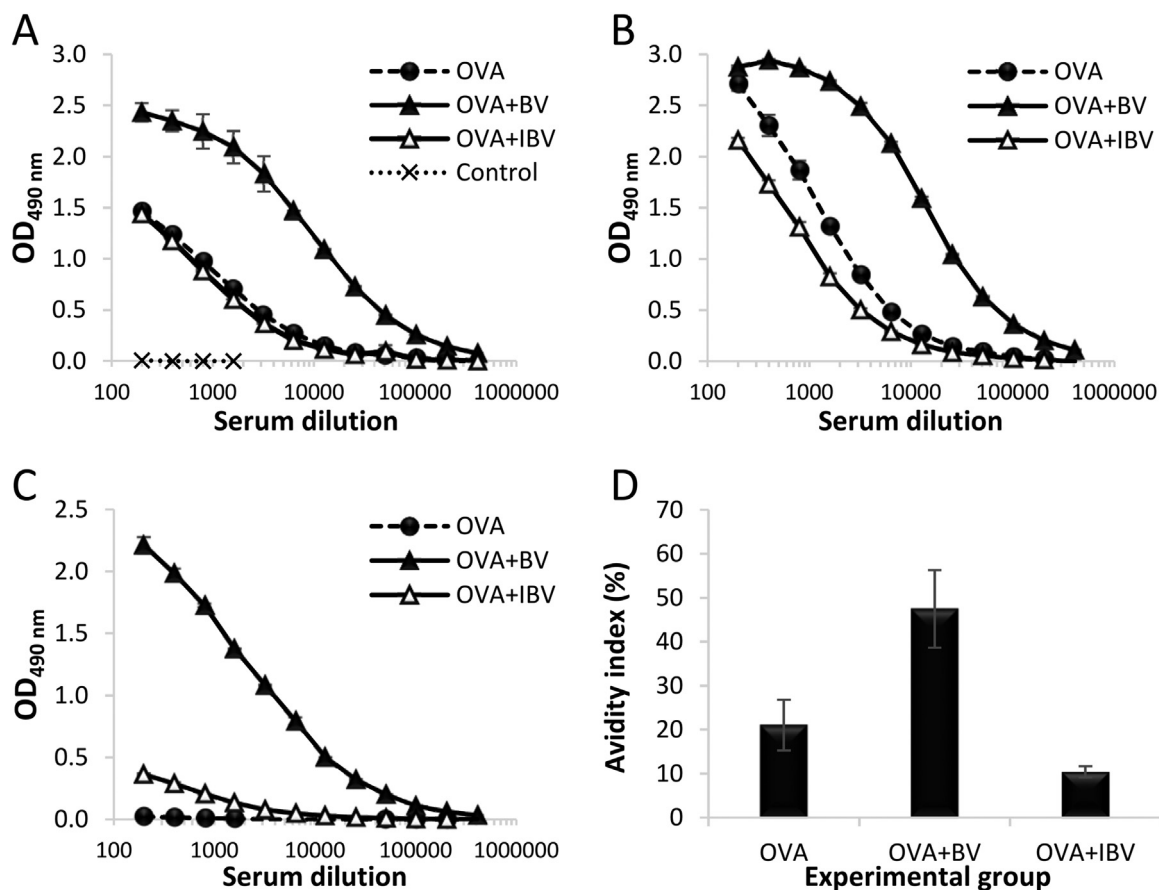 A
3.0
2.5
2.0
1.5
1.0
0.5
0.0
OD490 nm
100 1000 10000 100000 1000000
Serum dilution
OVA
OVA+BV
OVA+IBV
Control
B
3.0
2.5
2.0
1.5
1.0
0.5
0.0
OD490 nm
100 1000 10000 100000 1000000
Serum dilution
OVA
OVA+BV
OVA+IBV
C
2.5
2.0
1.5
1.0
0.5
0.0
OD490 nm
100 1000 10000 100000 1000000
Serum dilution
OVA
OVA+BV
OVA+IBV
D
70
60
50
40
30
20
10
0
Avidity index (%)
OVA OVA+BV OVA+IBV
Experimental group